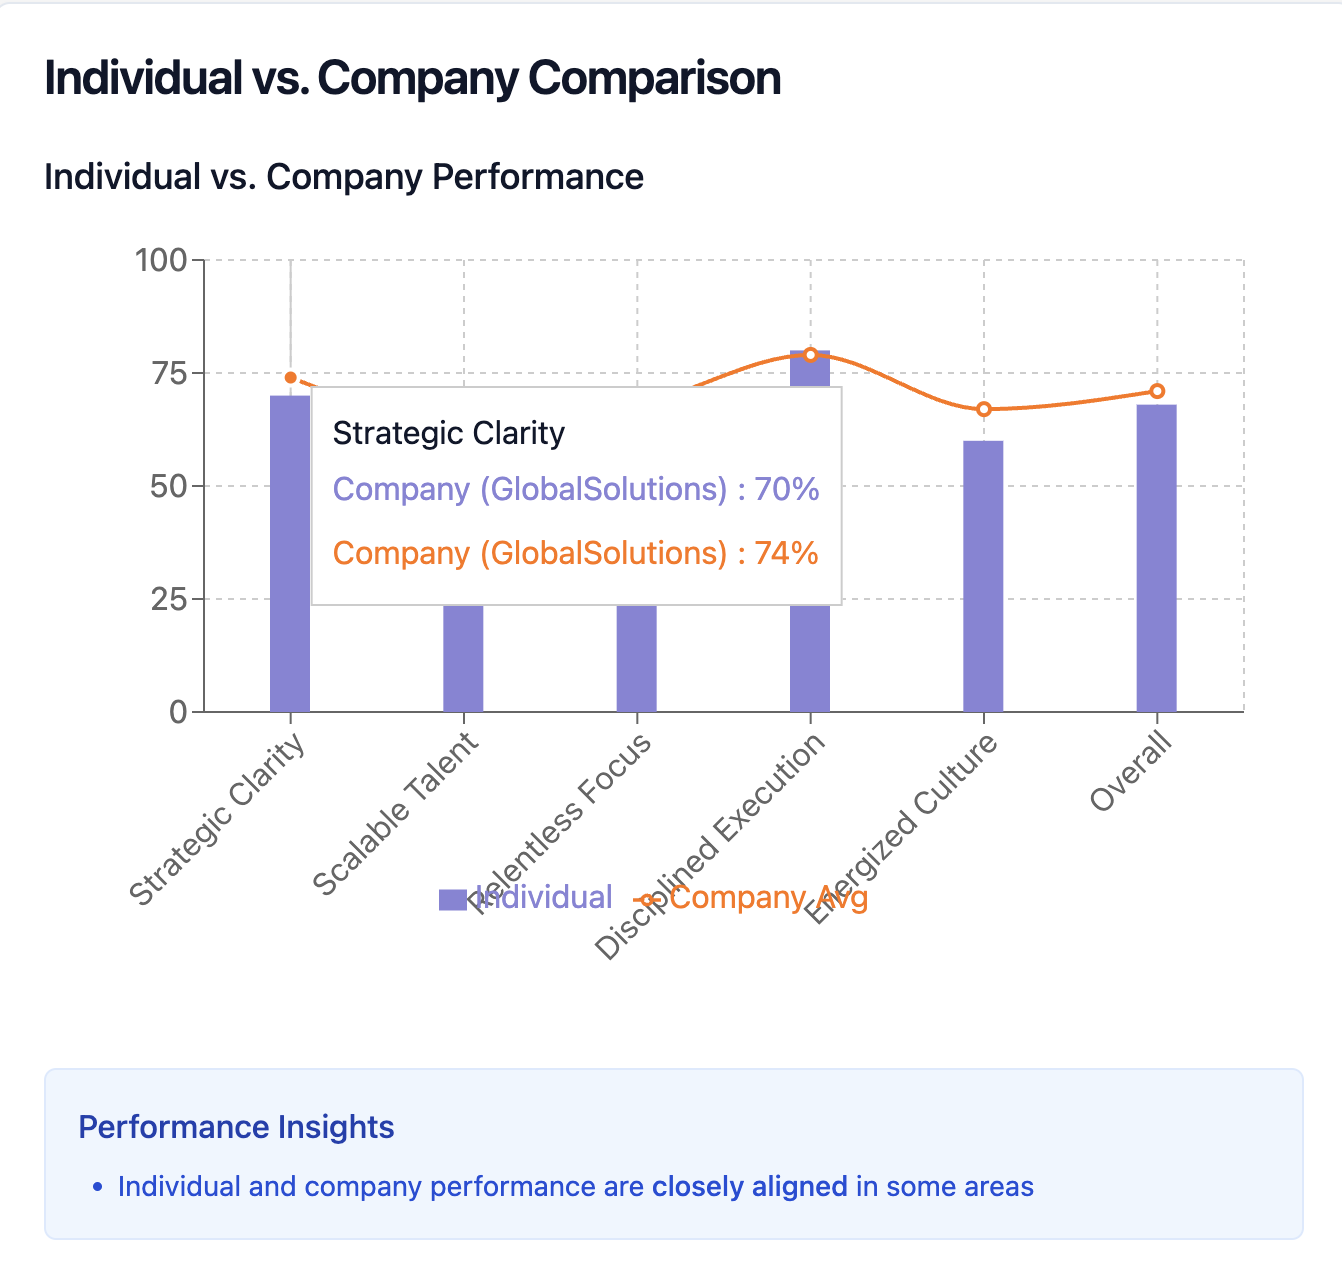 Individual vs. Company Comparison
Individual vs. Company Performance
100
75
50
25
0
Strategic Clarity
Company (GlobalSolutions) : 70%
Company (GlobalSolutions) : 74%
Strategic Clarity
Scalable Talent
Relentless Focus
Disciplined Execution
Energized Culture
Overall
Individual
Company Avg
Performance Insights
• Individual and company performance are closely aligned in some areas